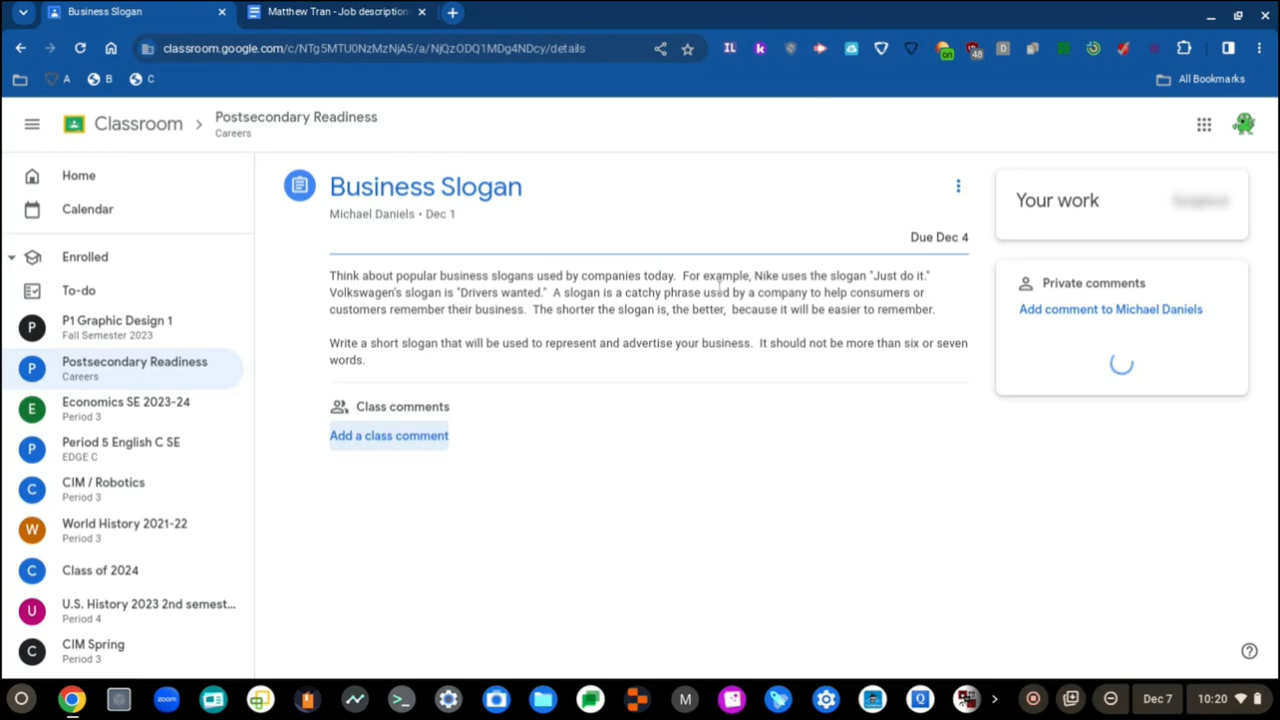 Business Slogan
Matthew Tran - Job description
classroom.google.com/c/NTg5MTU0NzMzNjA5/a/NjQzODQ1MDg4NDcy/details
IL
k
on
48
D
A
B
C
All Bookmarks
Classroom
Postsecondary Readiness
Careers
Home
Calendar
Enrolled
To-do
P
P1 Graphic Design 1
Fall Semester 2023
P
Postsecondary Readiness
Careers
E
Economics SE 2023-24
Period 3
P
Period 5 English C SE
EDGE C
C
CIM / Robotics
Period 3
W
World History 2021-22
Period 3
C
Class of 2024
U
U.S. History 2023 2nd semest...
Period 4
C
CIM Spring
Period 3
Business Slogan
Michael Daniels • Dec 1
Due Dec 4
Think about popular business slogans used by companies today. For example, Nike uses the slogan "Just do it."
Volkswagen's slogan is "Drivers wanted." A slogan is a catchy phrase used by a company to help consumers or
customers remember their business. The shorter the slogan is, the better, because it will be easier to remember.
Write a short slogan that will be used to represent and advertise your business. It should not be more than six or seven
words.
Class comments
Add a class comment
Your work
Private comments
Add comment to Michael Daniels
zoom
M
Q
Dec 7
10:20